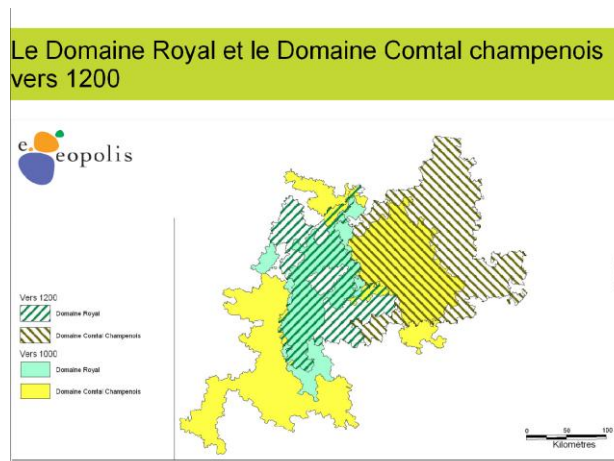 Le Domaine Royal et le Domaine Comtal champenois
vers 1200
e.
eopolis
Vers 1200
Domaine Royal
Domaine Comtal Champenois
Vers 1000
Domaine Royal
Domaine Comtal Champenois
0 50 100
Kilomètres